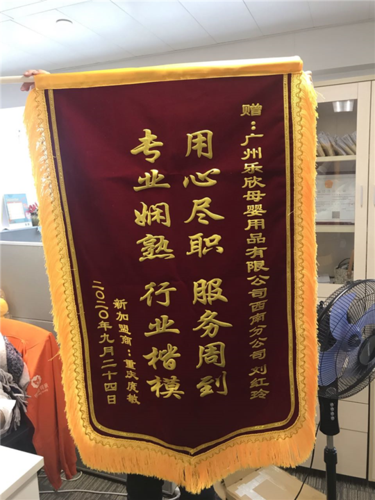 赠：广州乐欣母婴用品有限公司西南分公司 刘红玲
用心尽职 服务周到
专业娴熟 行业楷模
新加盟商：重庆庹敏
二〇二〇年九月二十四日